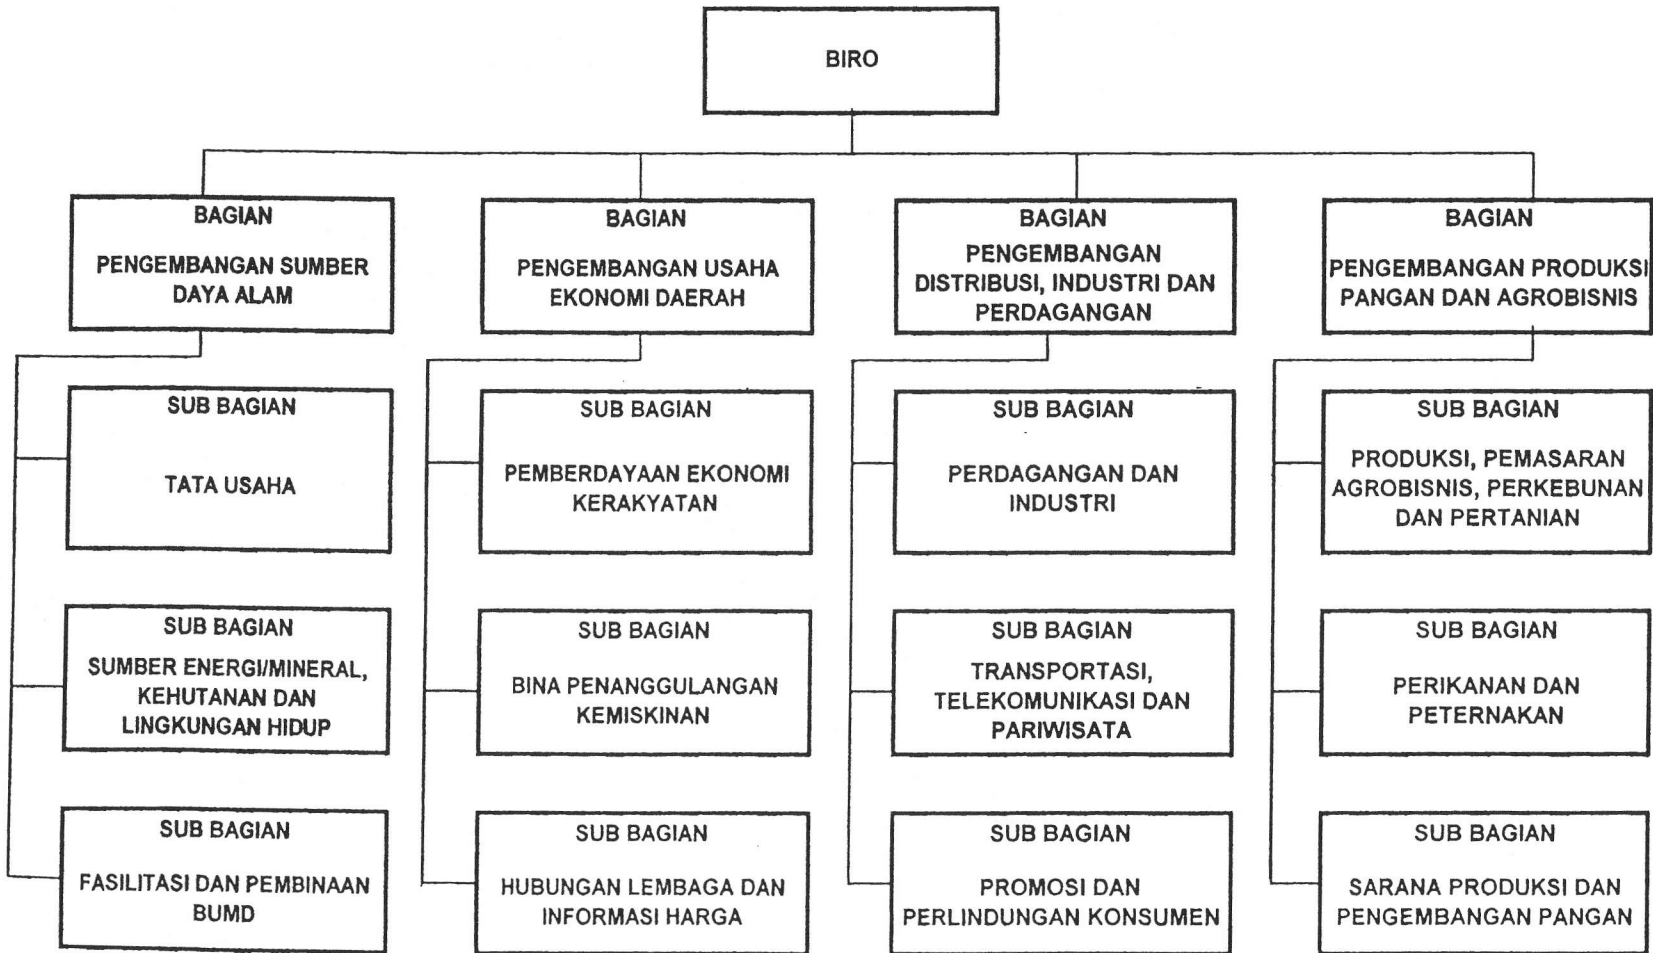 BIRO
BAGIAN
PENGEMBANGAN SUMBER
DAYA ALAM
BAGIAN
PENGEMBANGAN USAHA
EKONOMI DAERAH
BAGIAN
PENGEMBANGAN
DISTRIBUSI, INDUSTRI DAN
PERDAGANGAN
BAGIAN
PENGEMBANGAN PRODUKSI
PANGAN DAN AGROBISNIS
SUB BAGIAN
TATA USAHA
SUB BAGIAN
PEMBERDAYAAN EKONOMI
KERAKYATAN
SUB BAGIAN
PERDAGANGAN DAN
INDUSTRI
SUB BAGIAN
PRODUKSI, PEMASARAN
AGROBISNIS, PERKEBUNAN
DAN PERTANIAN
SUB BAGIAN
SUMBER ENERGI/MINERAL,
KEHUTANAN DAN
LINGKUNGAN HIDUP
SUB BAGIAN
BINA PENANGGULANGAN
KEMISKINAN
SUB BAGIAN
TRANSPORTASI,
TELEKOMUNIKASI DAN
PARIWISATA
SUB BAGIAN
PERIKANAN DAN
PETERNAKAN
SUB BAGIAN
FASILITASI DAN PEMBINAAN
BUMD
SUB BAGIAN
HUBUNGAN LEMBAGA DAN
INFORMASI HARGA
SUB BAGIAN
PROMOSI DAN
PERLINDUNGAN KONSUMEN
SUB BAGIAN
SARANA PRODUKSI DAN
PENGEMBANGAN PANGAN